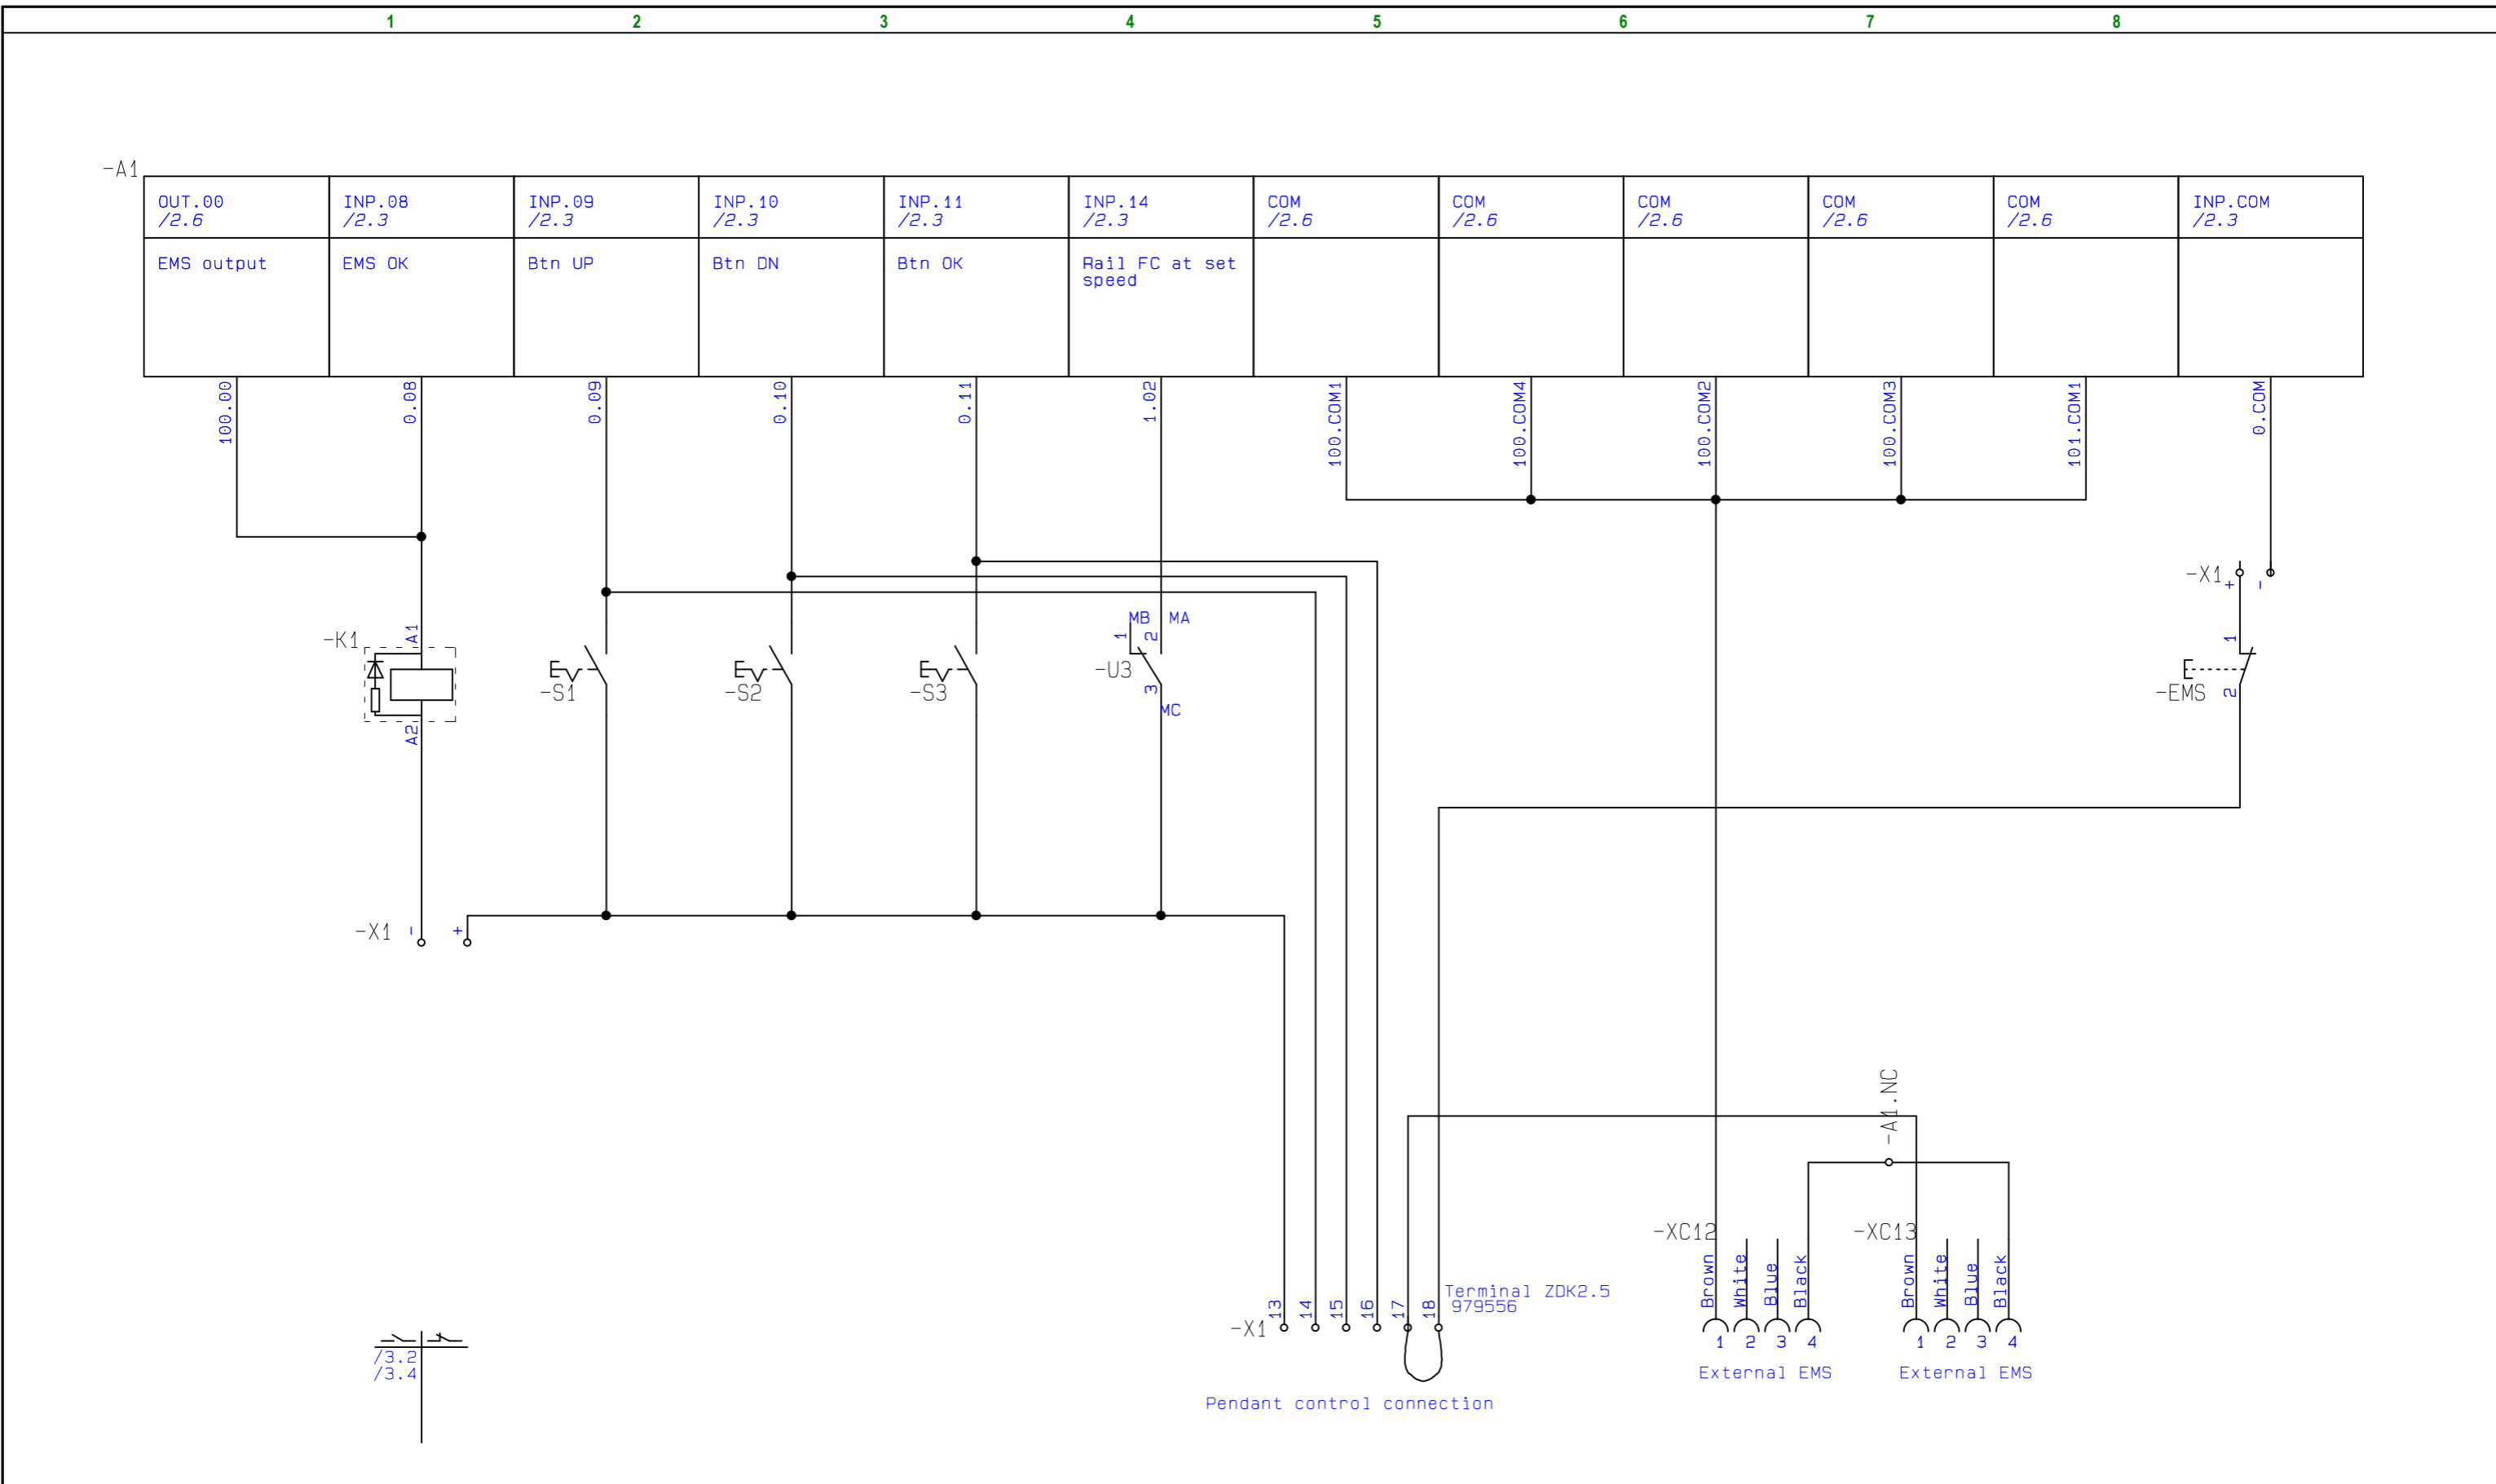 1 2 3 4 5 6 7 8
-A1
OUT.00 INP.08 INP.09 INP.10 INP.11 INP.14 COM COM COM COM COM INP.COM
/2.6 /2.3 /2.3 /2.3 /2.3 /2.3 /2.6 /2.6 /2.6 /2.6 /2.6 /2.3
EMS output EMS OK Btn UP Btn DN Btn OK Rail FC at set
speed
100.00 0.08 0.09 0.10 0.11 1.02 100.COM1 100.COM4 100.COM2 100.COM3 101.COM1 0.COM
-X1 + -
MB MA
-K1 A1 1 2 1
-U3
-S1 -S2 -S3 3 -EMS 2
MC
A2
-X1 - +
-A1.NC
-XC12 -XC13
Brown White Blue Black Brown White Blue Black
Terminal ZDK2.5
979556
-X1 13 14 15 16 17 18
1 2 3 4 1 2 3 4
/3.2
/3.4
External EMS External EMS
Pendant control connection